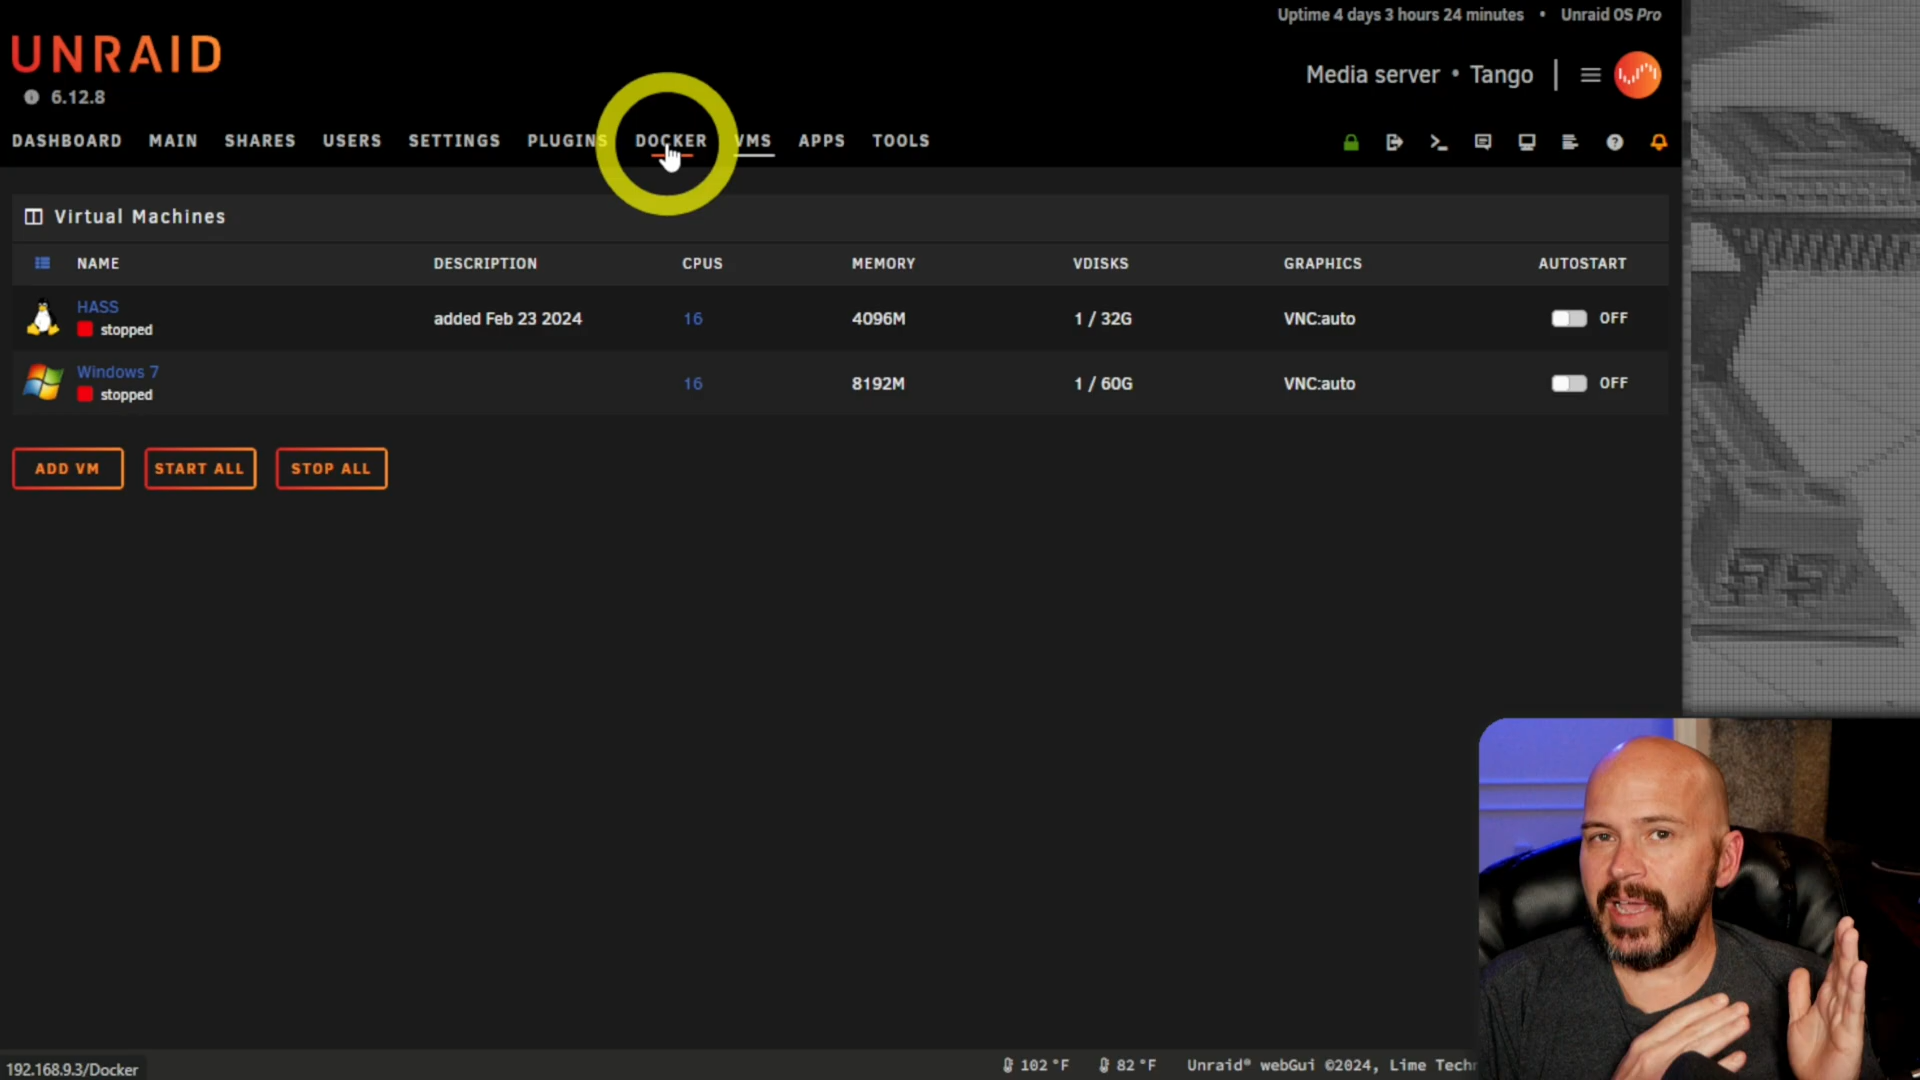 Uptime 4 days 3 hours 24 minutes • Unraid OS Pro
UNRAID
6.12.8
Media server • Tango
DASHBOARD MAIN SHARES USERS SETTINGS PLUGINS DOCKER VMS APPS TOOLS
Virtual Machines
NAME DESCRIPTION CPUS MEMORY VDISKS GRAPHICS AUTOSTART
HASS
stopped
added Feb 23 2024 16 4096M 1 / 32G VNC:auto OFF
Windows 7
stopped
16 8192M 1 / 60G VNC:auto OFF
ADD VM START ALL STOP ALL
102 °F 82 °F Unraid® webGui ©2024, Lime Tech
192.168.9.3/Docker